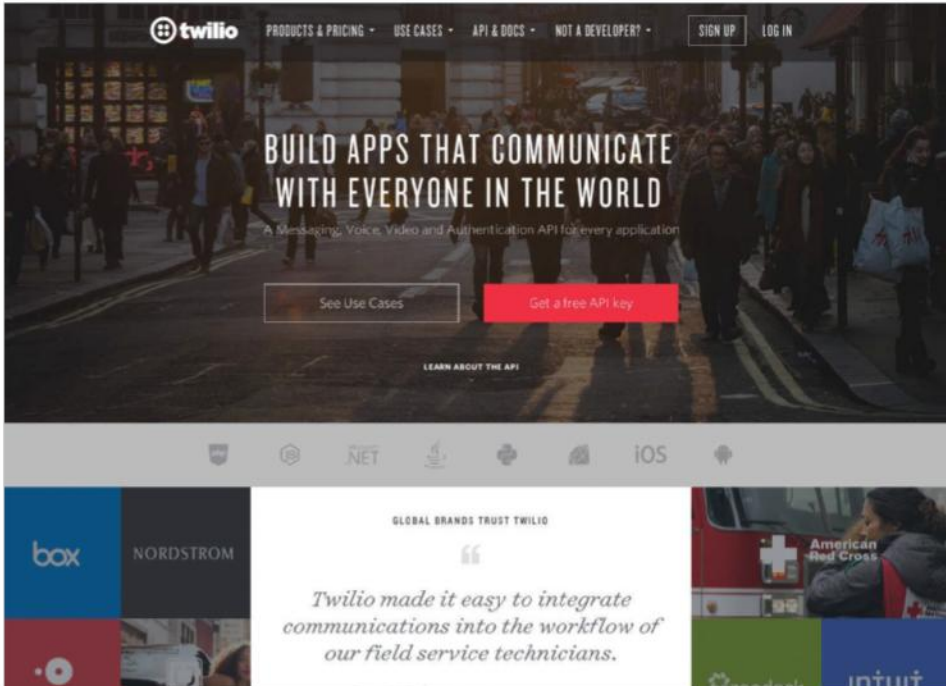 twilio
PRODUCTS & PRICING
USE CASES
API & DOCS
NOT A DEVELOPER?
SIGN UP
LOG IN
BUILD APPS THAT COMMUNICATE
WITH EVERYONE IN THE WORLD
A Messaging, Voice, Video and Authentication API for every application
See Use Cases
Get a free API key
LEARN ABOUT THE API
php
JS
.NET
iOS
GLOBAL BRANDS TRUST TWILIO
box
NORDSTROM
American
Red Cross
“
Twilio made it easy to integrate
communications into the workflow of
our field service technicians.
intuit